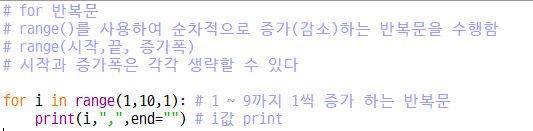 # for 반복문
# range()를 사용하여 순차적으로 증가(감소)하는 반복문을 수행함
# range(시작,끝, 증가폭)
# 시작과 증가폭은 각각 생략할 수 있다
for i in range(1,10,1): # 1 ~ 9까지 1씩 증가 하는 반복문
    print(i,",",end="") # i값 print